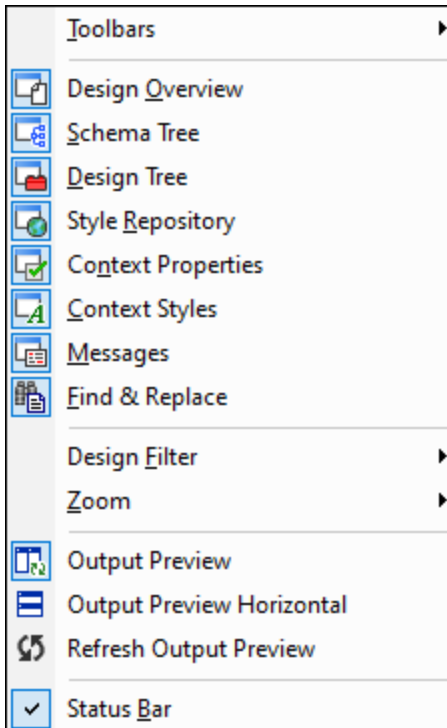 Toolbars
Design Overview
Schema Tree
Design Tree
Style Repository
Context Properties
Context Styles
Messages
Find & Replace
Design Filter
Zoom
Output Preview
Output Preview Horizontal
Refresh Output Preview
Status Bar